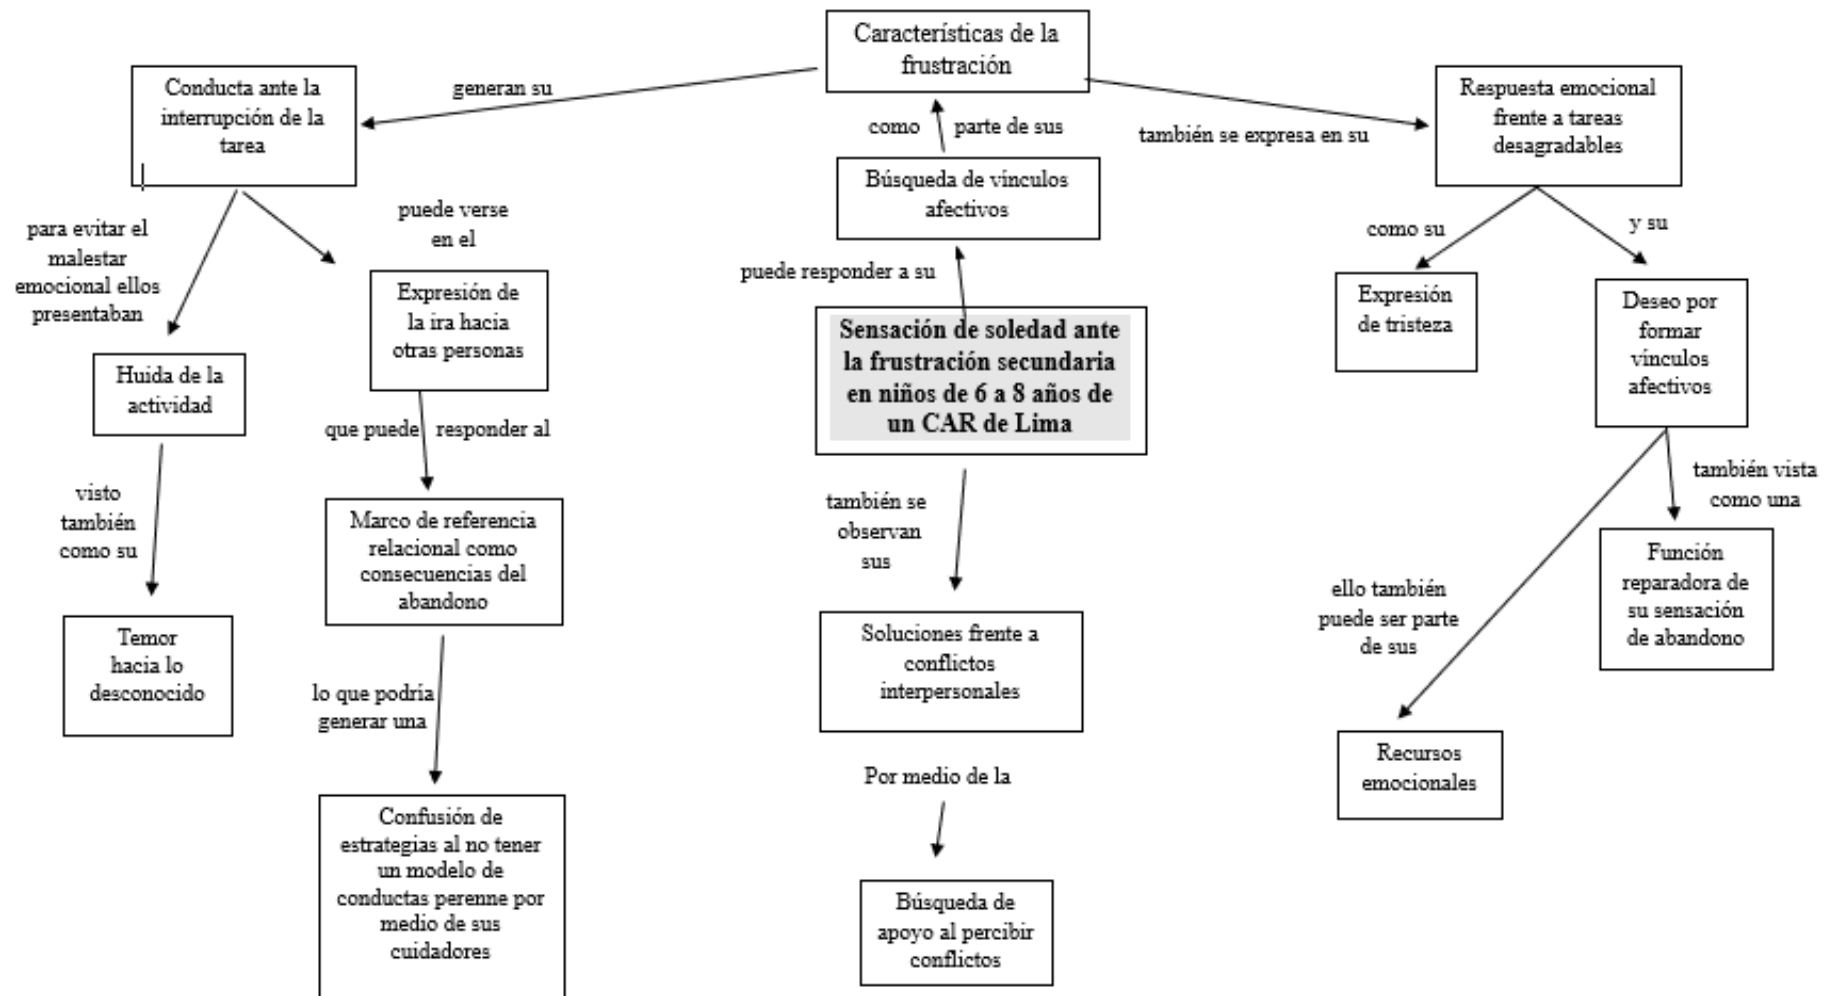 Características de la
frustración
generan su
Conducta ante la
interrupción de la
tarea
como
parte de sus
también se expresa en su
Respuesta emocional
frente a tareas
desagradables
Búsqueda de vínculos
afectivos
puede responder a su
Sensación de soledad ante
la frustración secundaria
en niños de 6 a 8 años de
un CAR de Lima
para evitar el
malestar
emocional ellos
presentaban
puede verse
en el
Huida de la
actividad
Expresión de
la ira hacia
otras personas
visto
también
como su
Temor
hacia lo
desconocido
que puede
responder al
Marco de referencia
relacional como
consecuencias del
abandono
lo que podría
generar una
Confusión de
estrategias al no tener
un modelo de
conductas perenne por
medio de sus
cuidadores
también se
observan
sus
Soluciones frente a
conflictos
interpersonales
Por medio de la
Búsqueda de
apoyo al percibir
conflictos
como su
y su
Expresión
de tristeza
Deseo por
formar
vínculos
afectivos
también vista
como una
Función
reparadora de
su sensación
de abandono
ello también
puede ser parte
de sus
Recursos
emocionales